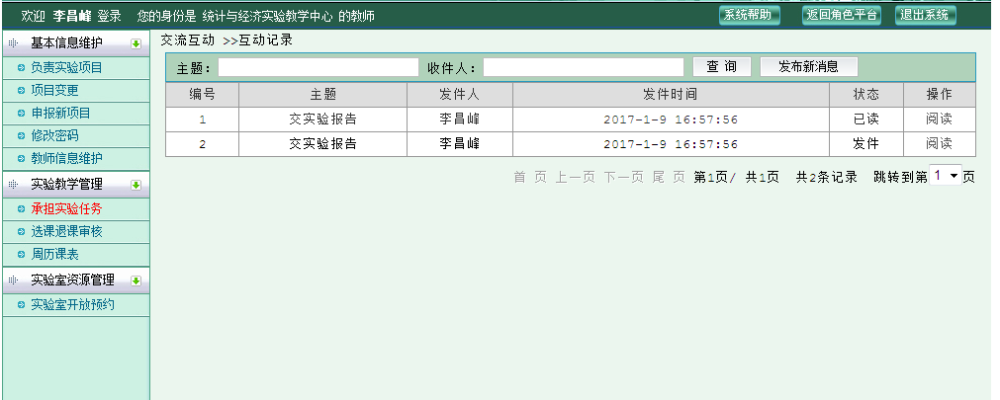 欢迎 李昌峰 登录 您的身份是 统计与经济实验教学中心 的教师 系统帮助 返回角色平台 退出系统
基本信息维护
负责实验项目
项目变更
申报新项目
修改密码
教师信息维护
实验教学管理
承担实验任务
选课退课审核
周历课表
实验室资源管理
实验室开放预约
交流互动 >>互动记录
主题： 收件人： 查 询 发布新消息
编号 主题 发件人 发件时间 状态 操作
1 交实验报告 李昌峰 2017-1-9 16:57:56 已读 阅读
2 交实验报告 李昌峰 2017-1-9 16:57:56 发件 阅读
首 页 上一页 下一页 尾 页 第1页/ 共1页 共2条记录 跳转到第 1 页